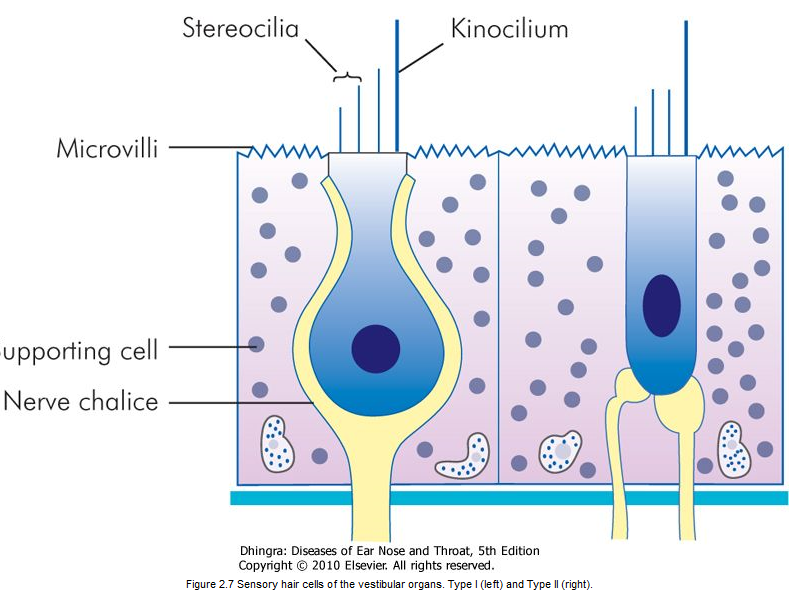 Stereocilia
Kinocilium
Microvilli
upporting cell
Nerve chalice
Dhingra: Diseases of Ear Nose and Throat, 5th Edition
Copyright © 2010 Elsevier. All rights reserved.
Figure 2.7 Sensory hair cells of the vestibular organs. Type I (left) and Type II (right).